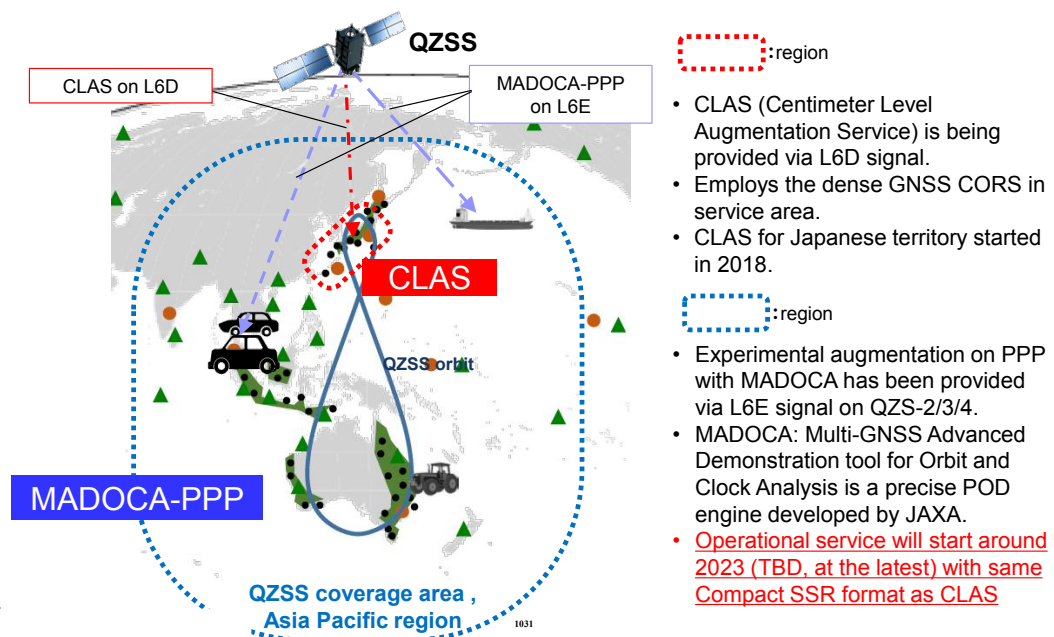 QZSS
CLAS on L6D
MADOCA-PPP
on L6E
CLAS
QZSS orbit
MADOCA-PPP
QZSS coverage area ,
Asia Pacific region
1031
:region
• CLAS (Centimeter Level
Augmentation Service) is being
provided via L6D signal.
• Employs the dense GNSS CORS in
service area.
• CLAS for Japanese territory started
in 2018.
:region
• Experimental augmentation on PPP
with MADOCA has been provided
via L6E signal on QZS-2/3/4.
• MADOCA: Multi-GNSS Advanced
Demonstration tool for Orbit and
Clock Analysis is a precise POD
engine developed by JAXA.
• Operational service will start around
2023 (TBD, at the latest) with same
Compact SSR format as CLAS